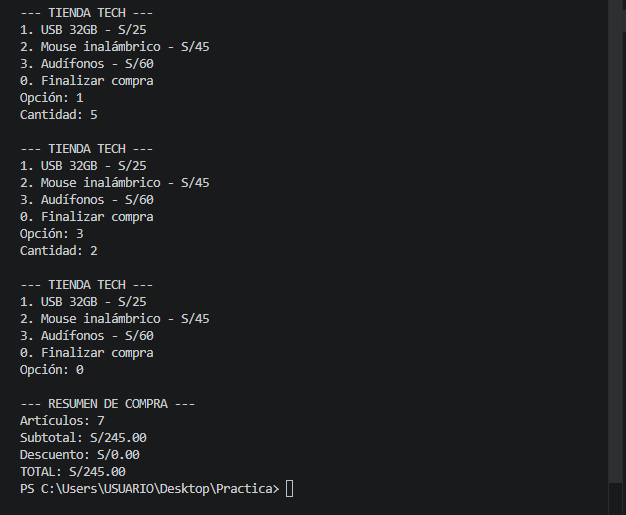 --- TIENDA TECH ---
1. USB 32GB - S/25
2. Mouse inalámbrico - S/45
3. Audífonos - S/60
0. Finalizar compra
Opción: 1
Cantidad: 5

--- TIENDA TECH ---
1. USB 32GB - S/25
2. Mouse inalámbrico - S/45
3. Audífonos - S/60
0. Finalizar compra
Opción: 3
Cantidad: 2

--- TIENDA TECH ---
1. USB 32GB - S/25
2. Mouse inalámbrico - S/45
3. Audífonos - S/60
0. Finalizar compra
Opción: 0

--- RESUMEN DE COMPRA ---
Artículos: 7
Subtotal: S/245.00
Descuento: S/0.00
TOTAL: S/245.00
PS C:\Users\USUARIO\Desktop\Practica>